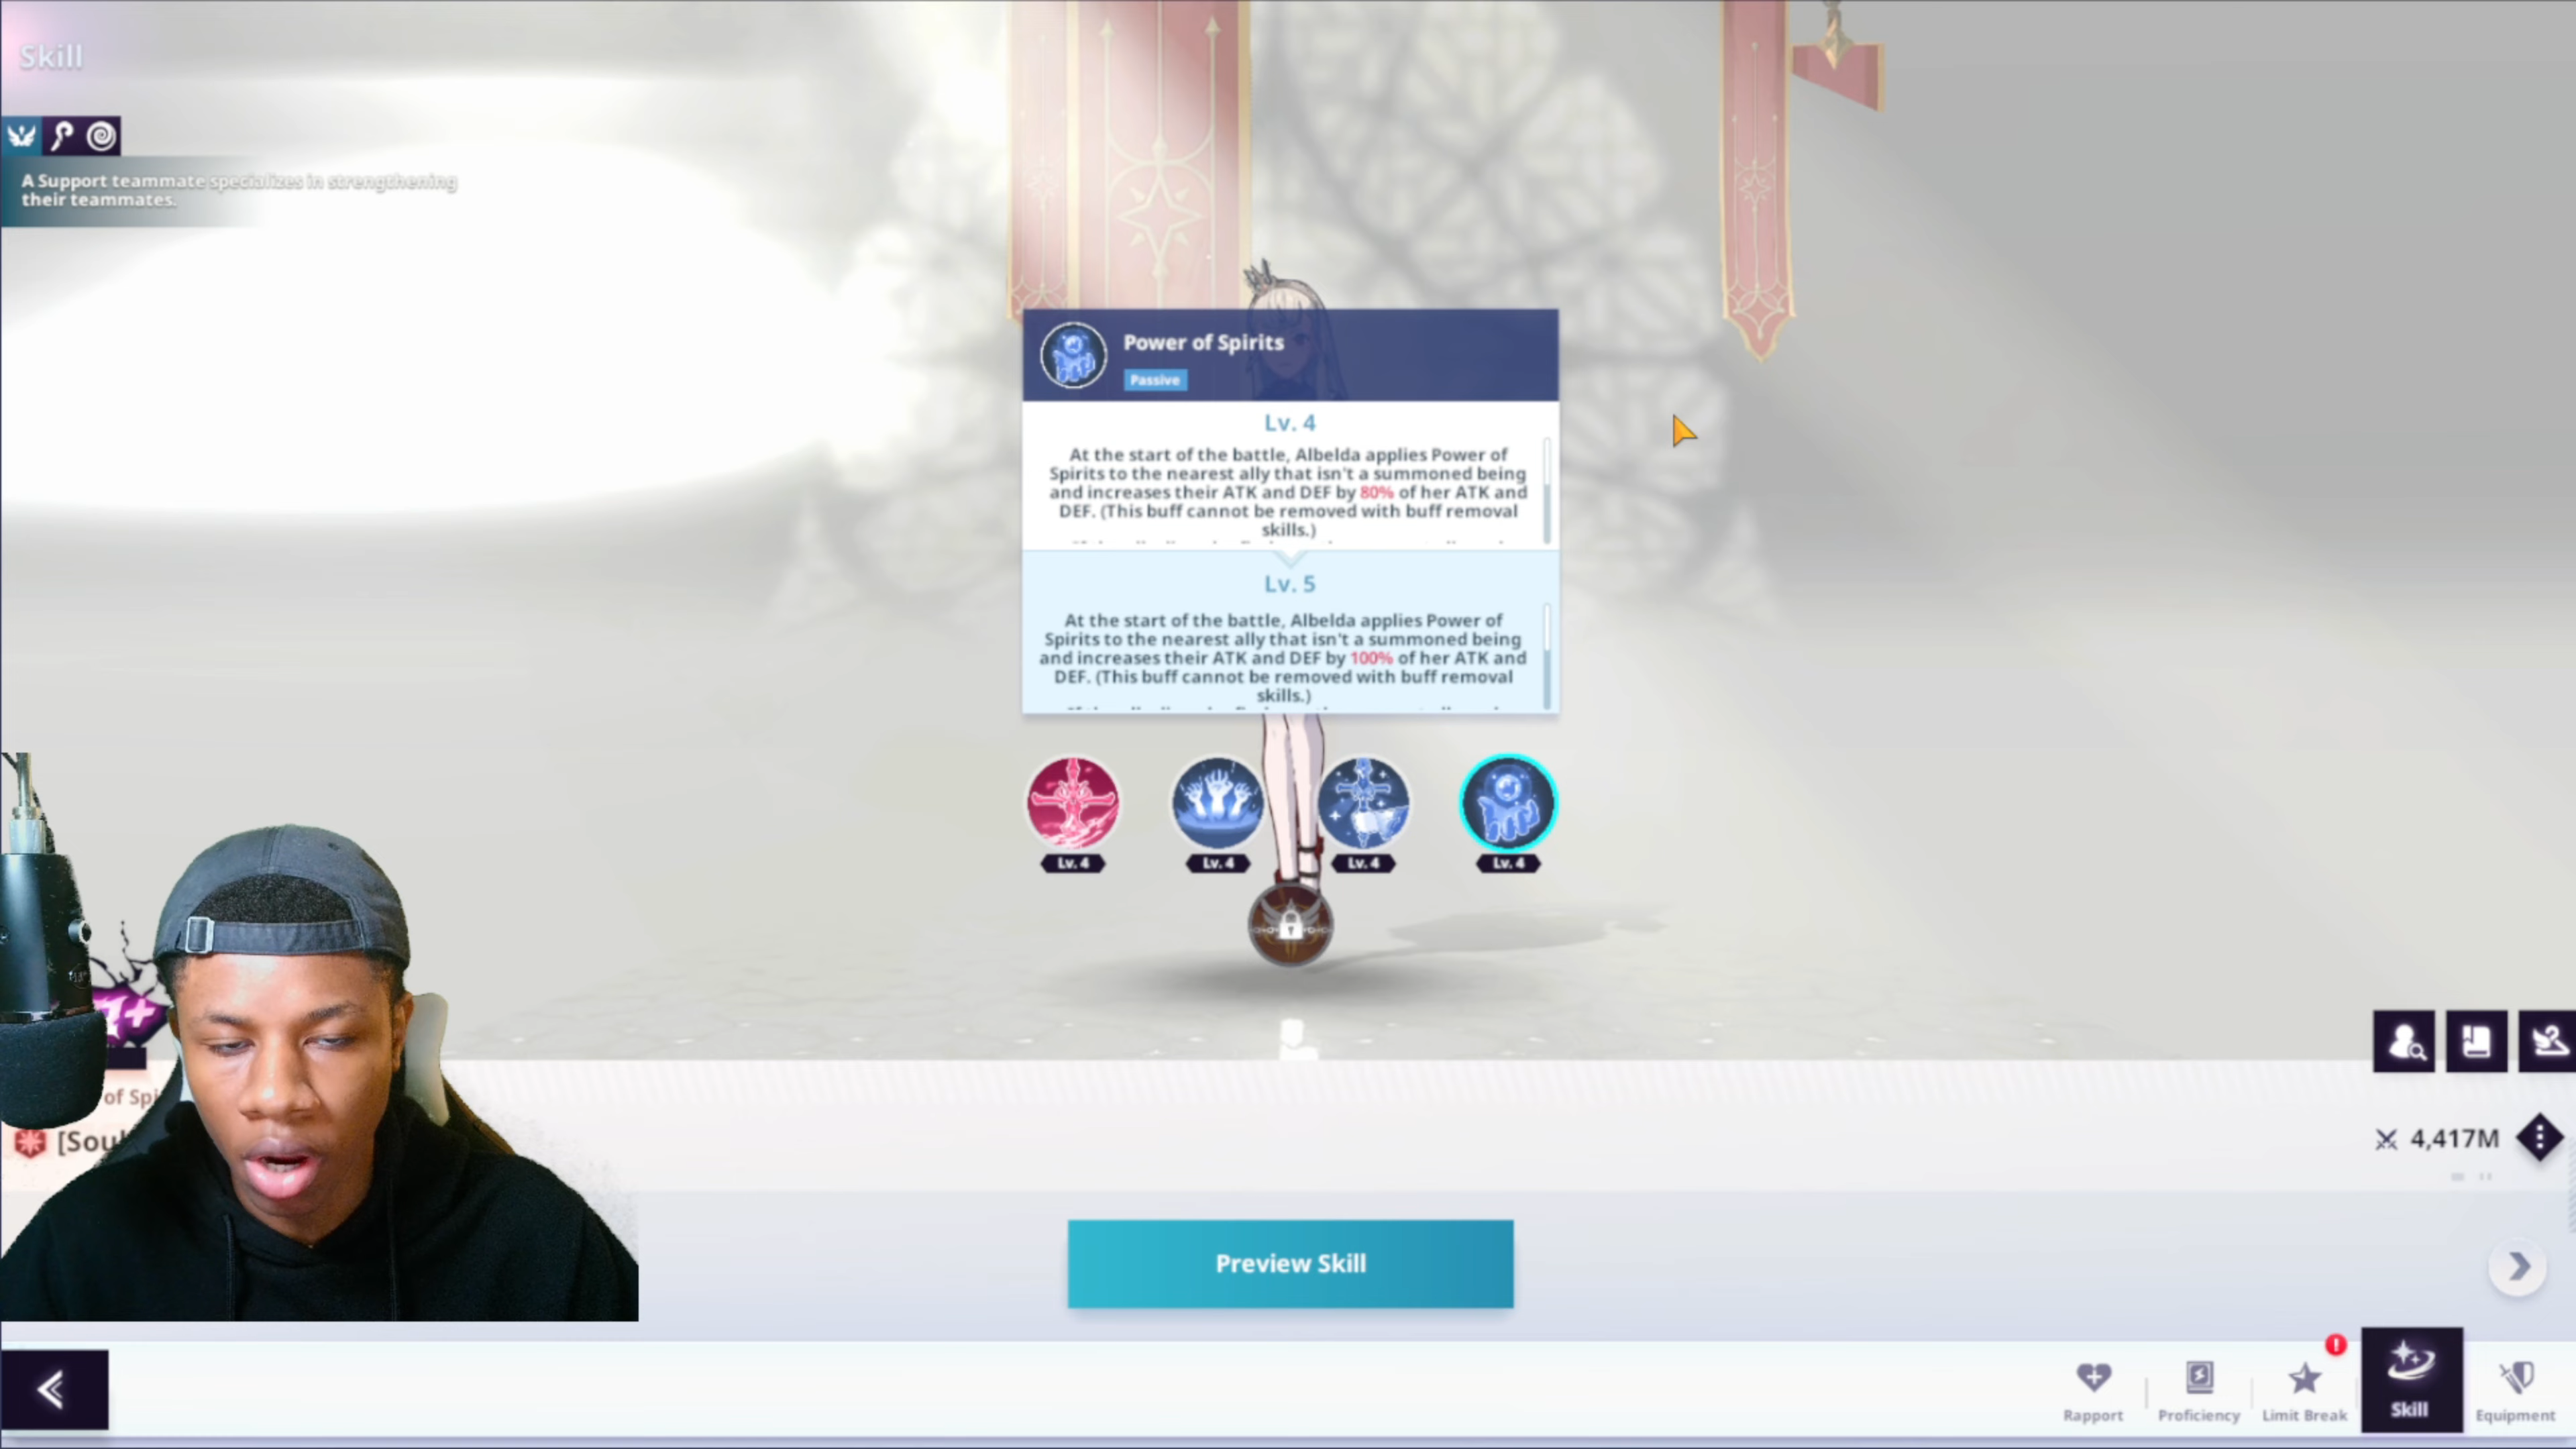 Skill
A Support teammate specializes in strengthening
their teammates.
Power of Spirits
Passive
Lv. 4
At the start of the battle, Albelda applies Power of
Spirits to the nearest ally that isn't a summoned being
and increases their ATK and DEF by 80% of her ATK and
DEF. (This buff cannot be removed with buff removal
skills.)
Lv. 5
At the start of the battle, Albelda applies Power of
Spirits to the nearest ally that isn't a summoned being
and increases their ATK and DEF by 100% of her ATK and
DEF. (This buff cannot be removed with buff removal
skills.)
Lv. 4
Lv. 4
Lv. 4
Lv. 4
of Spi
[Soul
4,417M
Preview Skill
Rapport
Proficiency
Limit Break
Skill
Equipment